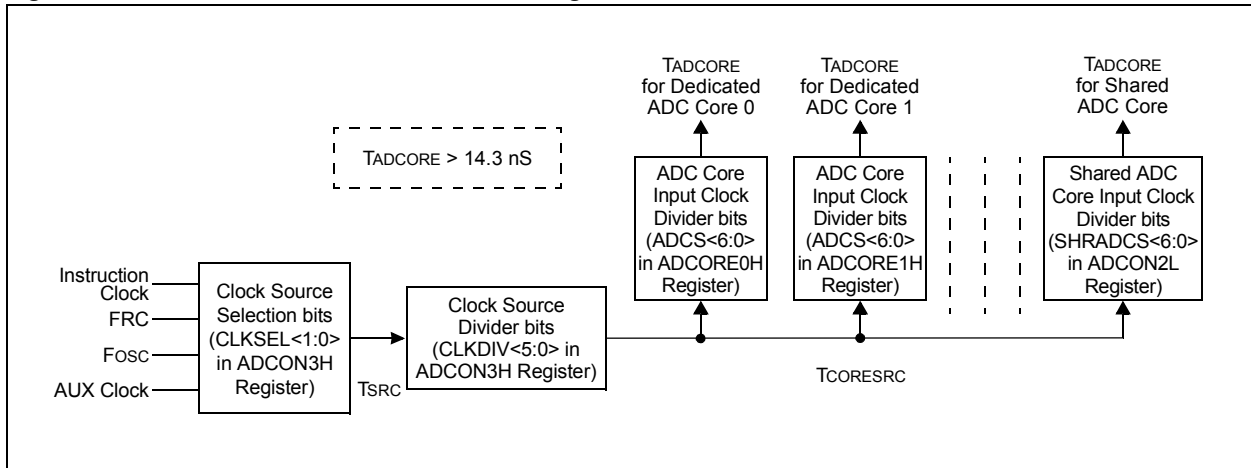 TADCORE
for Dedicated
ADC Core 0
TADCORE
for Dedicated
ADC Core 1
TADCORE
for Shared
ADC Core
TADCORE > 14.3 nS
ADC Core
Input Clock
Divider bits
(ADCS<6:0>
in ADCORE0H
Register)
ADC Core
Input Clock
Divider bits
(ADCS<6:0>
in ADCORE1H
Register)
Shared ADC
Core Input Clock
Divider bits
(SHRADCS<6:0>
in ADCON2L
Register)
Instruction
Clock
FRC
FOSC
AUX Clock
Clock Source
Selection bits
(CLKSEL<1:0>
in ADCON3H
Register)
TSRC
Clock Source
Divider bits
(CLKDIV<5:0> in
ADCON3H Register)
TCORESRC